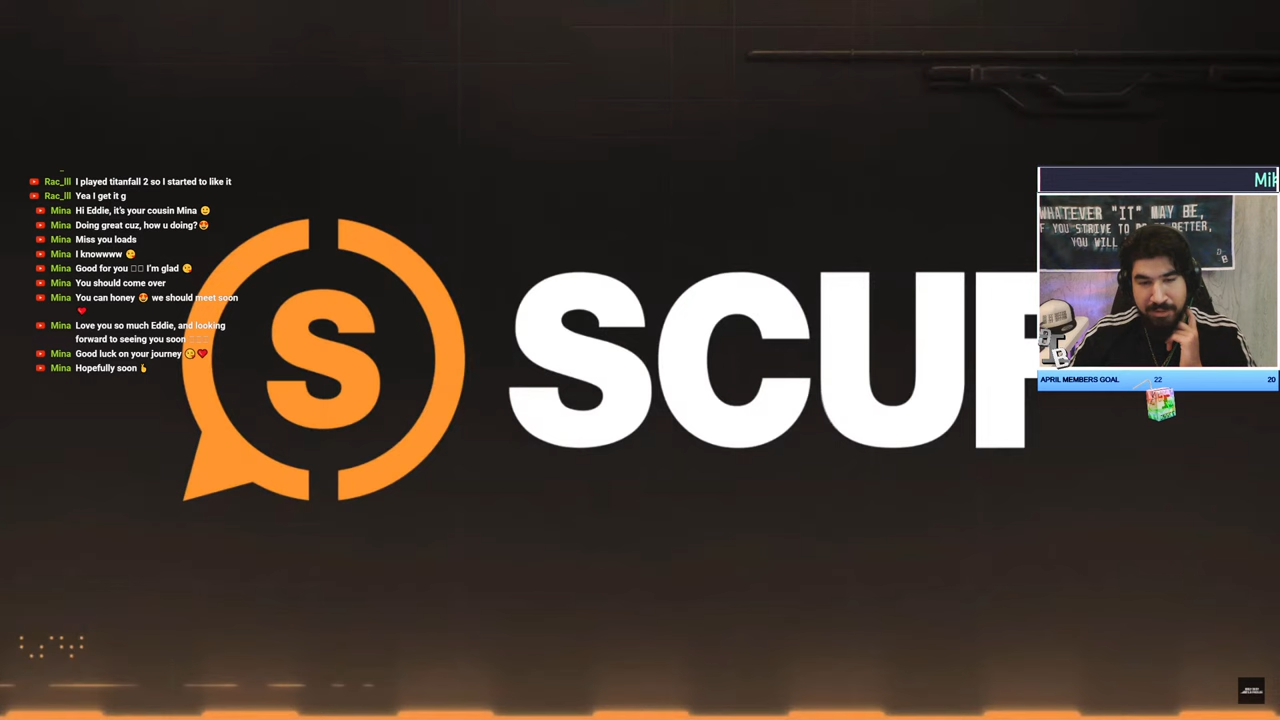 Rac_lll I played titanfall 2 so I started to like it
Rac_lll Yea I get it g
Mina Hi Eddie, it's your cousin Mina 😊
Mina Doing great cuz, how u doing?😍
Mina Miss you loads
Mina I knowwww 😘
Mina Good for you I'm glad 😘
Mina You should come over
Mina You can honey 😍 we should meet soon
❤️
Mina Love you so much Eddie, and looking
forward to seeing you soon
Mina Good luck on your journey 😘❤️
Mina Hopefully soon
S
SCUF
Mik
WHATEVER "IT" MAY BE,
IF YOU STRIVE TO BETTER,
YOU WILL
APRIL MEMBERS GOAL 22 20